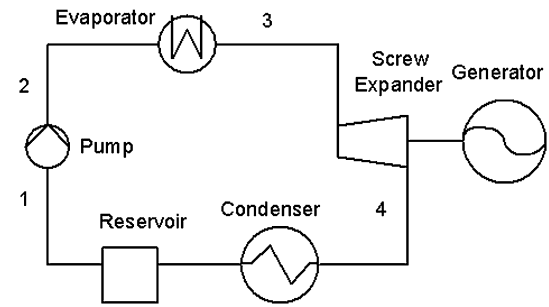 Evaporator
3
Screw
Expander
Generator
2
Pump
1
Reservoir
Condenser
4